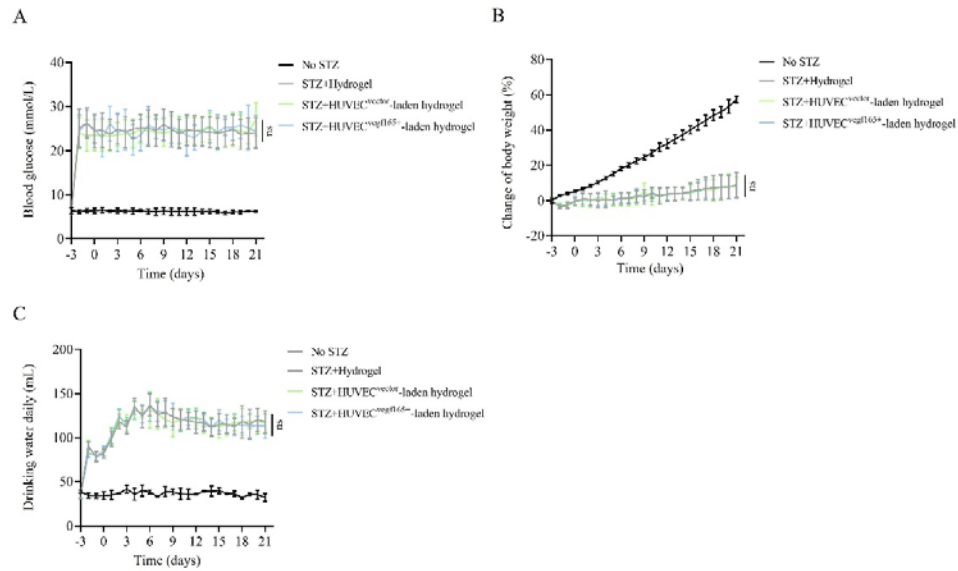 A
Blood glucose (mmol/L)
40
30
20
10
0
-3 0 3 6 9 12 15 18 21
Time (days)
ns
No STZ
STZ+Hydrogel
STZ+HUVECvector-laden hydrogel
STZ+HUVECvegf165+-laden hydrogel
B
Change of body weight (%)
80
60
40
20
0
-20
-3 0 3 6 9 12 15 18 21
Time (days)
ns
No STZ
STZ+Hydrogel
STZ+HUVECvector-laden hydrogel
STZ+HUVECvegf165+-laden hydrogel
C
Drinking water daily (mL)
200
150
100
50
0
-3 0 3 6 9 12 15 18 21
Time (days)
ns
No STZ
STZ+Hydrogel
STZ+HUVECvector-laden hydrogel
STZ+HUVECvegf165+-laden hydrogel